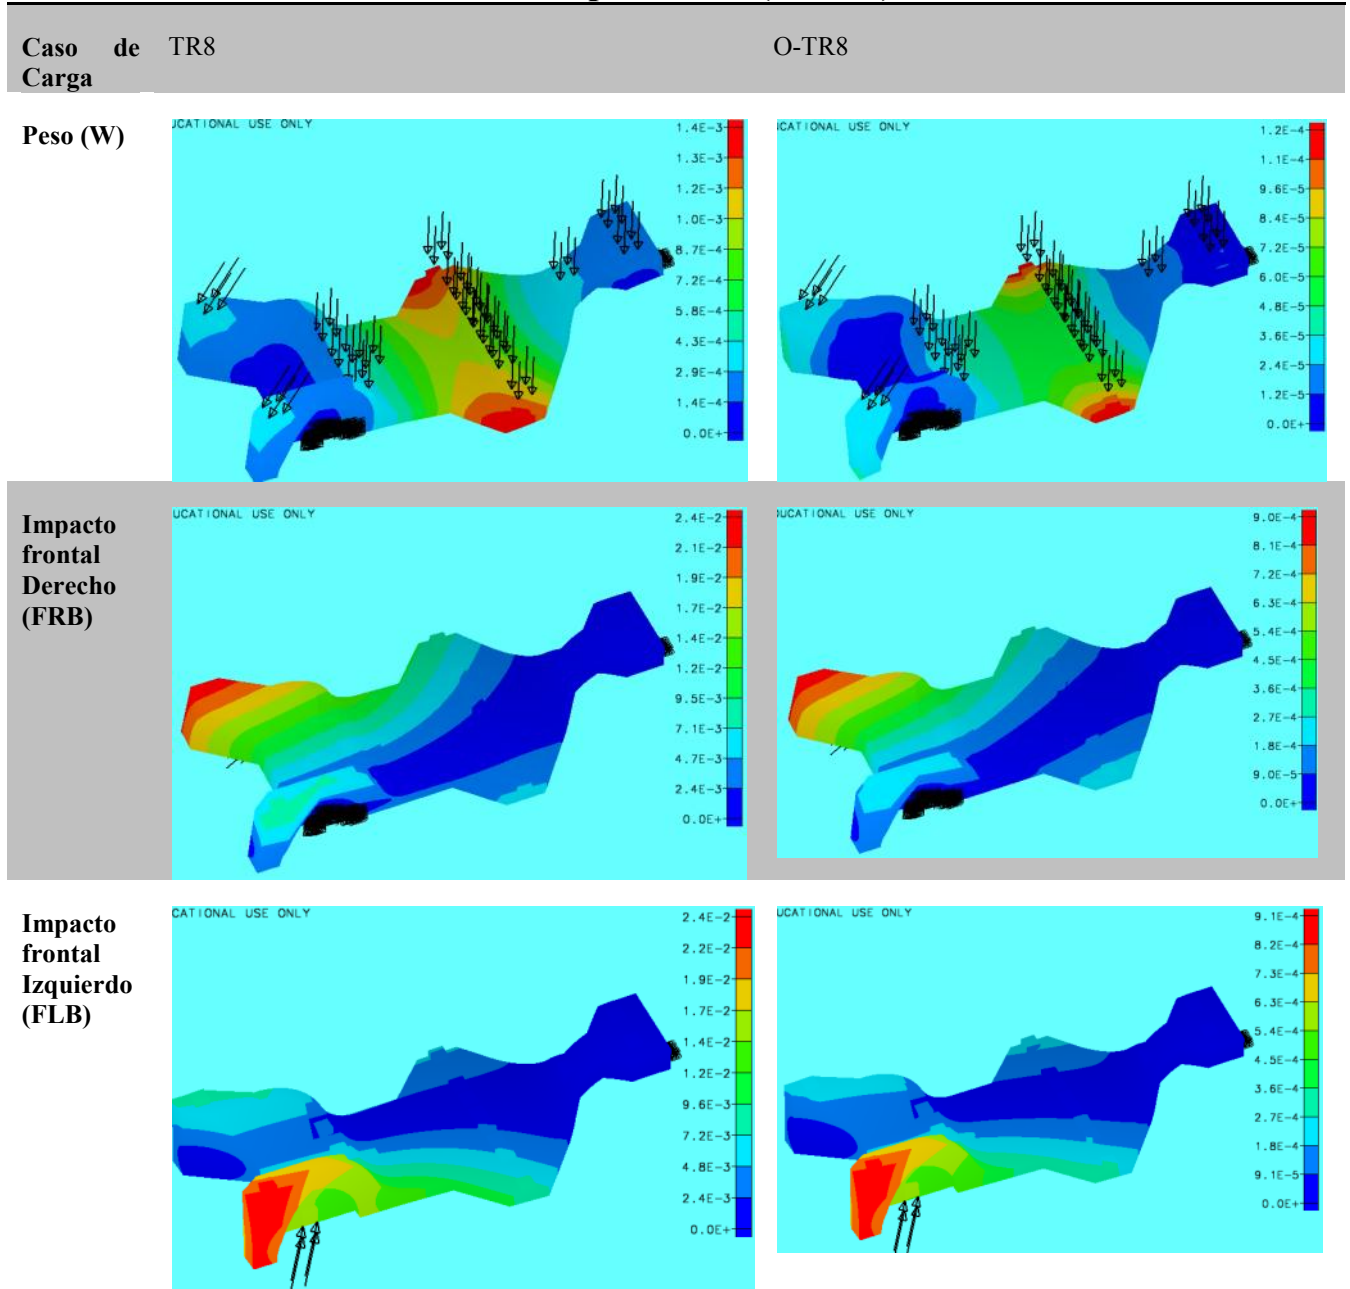 Caso de Carga
TR8
O-TR8
Peso (W)
UCATIONAL USE ONLY
1.4E-3
1.3E-3
1.2E-3
1.0E-3
8.7E-4
7.2E-4
5.8E-4
4.3E-4
2.9E-4
1.4E-4
0.0E+
ICATIONAL USE ONLY
1.2E-4
1.1E-4
9.6E-5
8.4E-5
7.2E-5
6.0E-5
4.8E-5
3.6E-5
2.4E-5
1.2E-5
0.0E+
Impacto
frontal
Derecho
(FRB)
UCATIONAL USE ONLY
2.4E-2
2.1E-2
1.9E-2
1.7E-2
1.4E-2
1.2E-2
9.5E-3
7.1E-3
4.7E-3
2.4E-3
0.0E+
UCATIONAL USE ONLY
9.0E-4
8.1E-4
7.2E-4
6.3E-4
5.4E-4
4.5E-4
3.6E-4
2.7E-4
1.8E-4
9.0E-5
0.0E+
Impacto
frontal
Izquierdo
(FLB)
CATIONAL USE ONLY
2.4E-2
2.2E-2
1.9E-2
1.7E-2
1.4E-2
1.2E-2
9.6E-3
7.2E-3
4.8E-3
2.4E-3
0.0E+
UCATIONAL USE ONLY
9.1E-4
8.2E-4
7.3E-4
6.3E-4
5.4E-4
4.5E-4
3.6E-4
2.7E-4
1.8E-4
9.1E-5
0.0E+